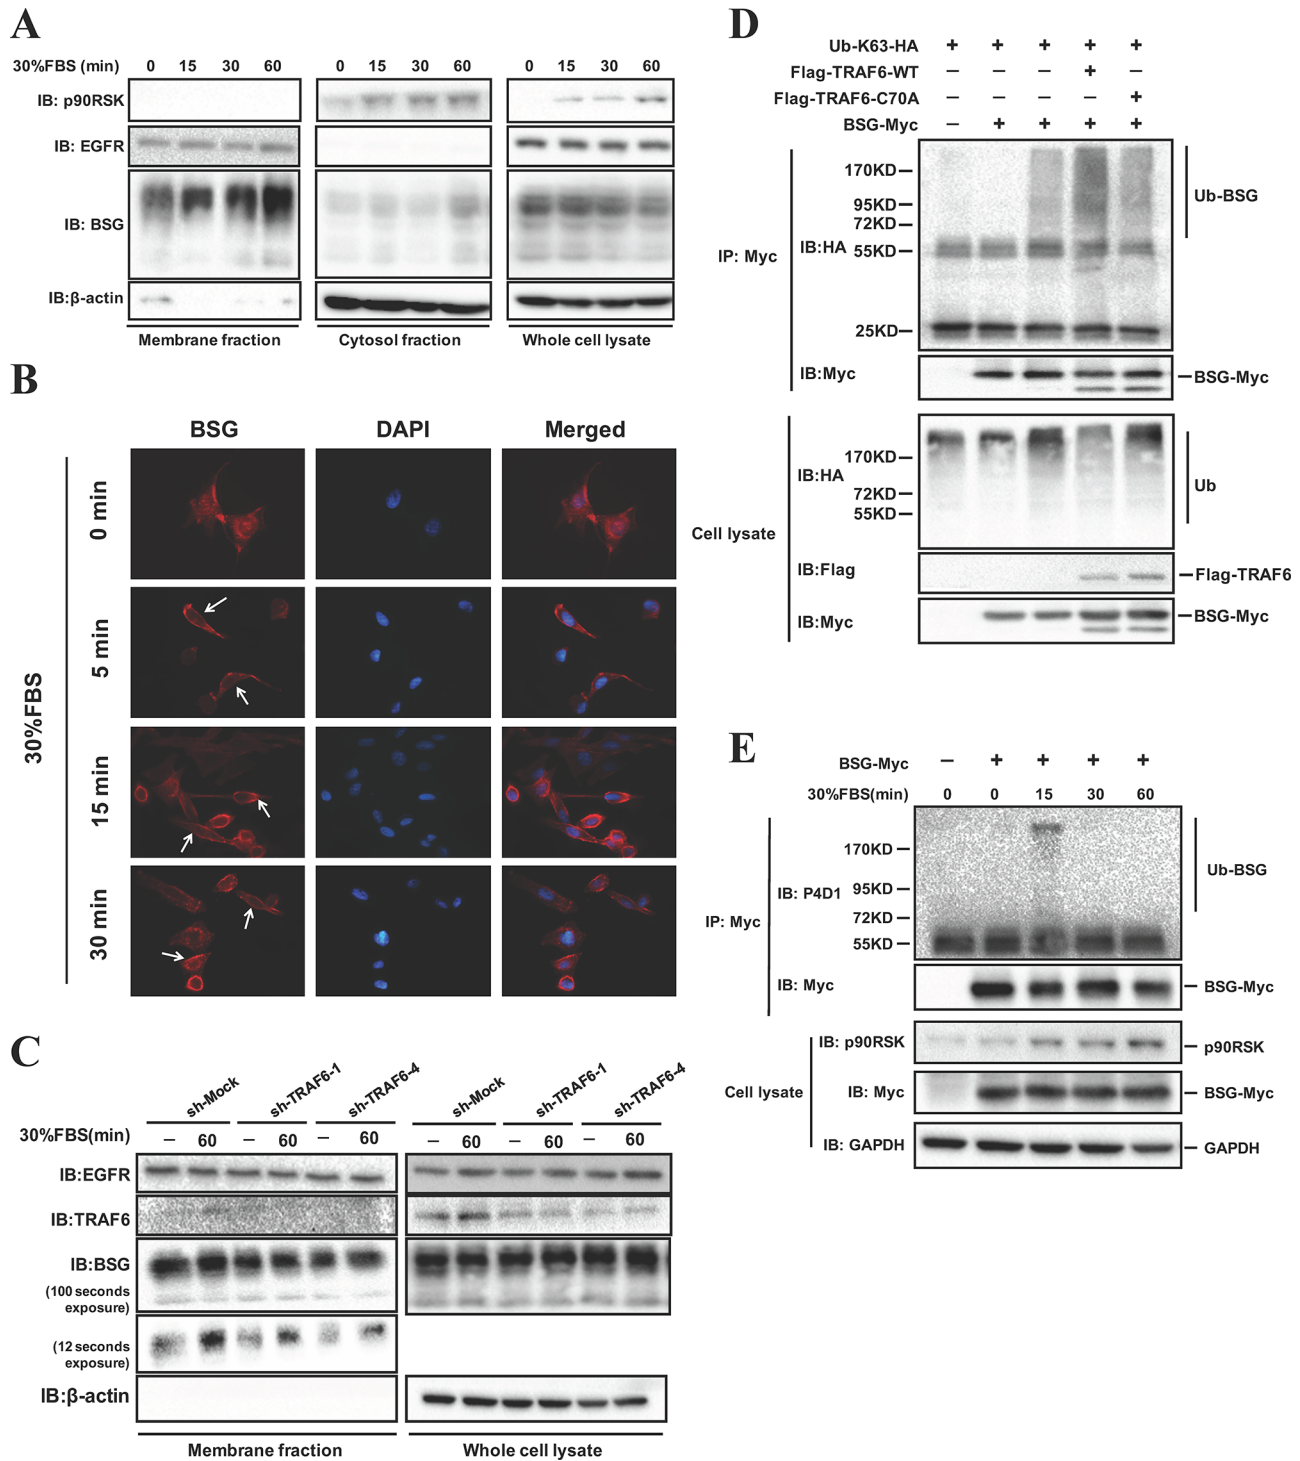 A
30%FBS (min) 0 15 30 60 0 15 30 60 0 15 30 60
IB: p90RSK
IB: EGFR
IB: BSG
IB:β-actin
Membrane fraction Cytosol fraction Whole cell lysate
B
BSG DAPI Merged
30%FBS
0 min
5 min
15 min
30 min
C
sh-Mock sh-TRAF6-1 sh-TRAF6-4 sh-Mock sh-TRAF6-1 sh-TRAF6-4
30%FBS(min) – 60 – 60 – 60 – 60 – 60 – 60
IB:EGFR
IB:TRAF6
IB:BSG
(100 seconds
exposure)
(12 seconds
exposure)
IB:β-actin
Membrane fraction Whole cell lysate
D
Ub-K63-HA + + + + +
Flag-TRAF6-WT – – – + –
Flag-TRAF6-C70A – – – – +
BSG-Myc – + + + +
IP: Myc
IB:HA
170KD
95KD
72KD
55KD
25KD
Ub-BSG
IB:Myc
BSG-Myc
Cell lysate
IB:HA
170KD
72KD
55KD
Ub
IB:Flag
Flag-TRAF6
IB:Myc
BSG-Myc
E
BSG-Myc – + + + +
30%FBS(min) 0 0 15 30 60
IP: Myc
IB: P4D1
170KD
95KD
72KD
55KD
Ub-BSG
IB: Myc
BSG-Myc
Cell lysate
IB: p90RSK
p90RSK
IB: Myc
BSG-Myc
IB: GAPDH
GAPDH